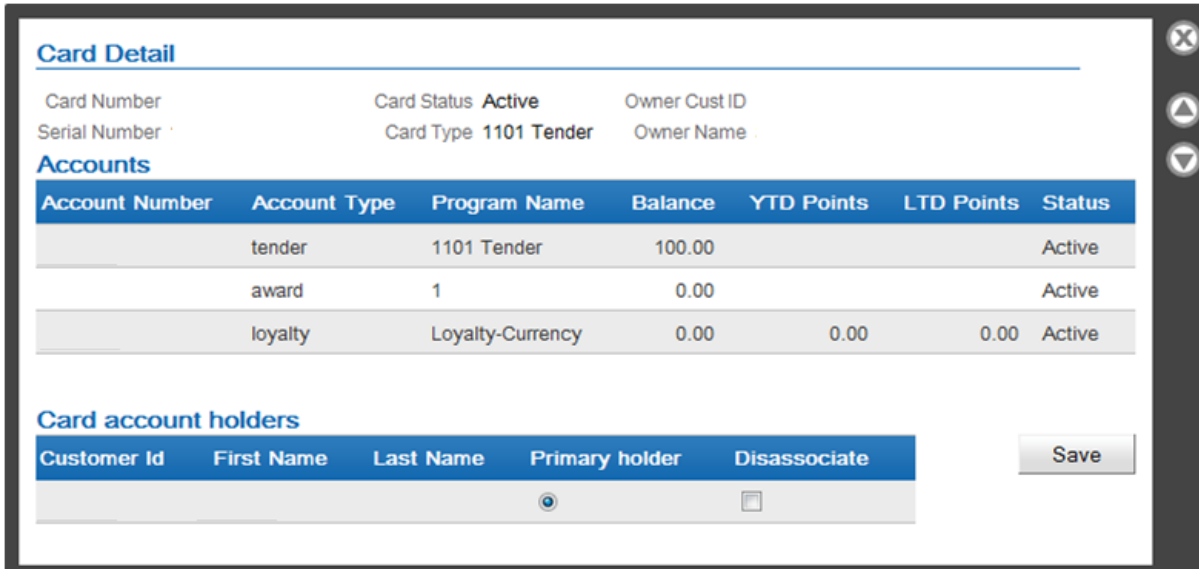 Card Detail
Card Number Card Status Active Owner Cust ID
Serial Number Card Type 1101 Tender Owner Name
Accounts
Account Number Account Type Program Name Balance YTD Points LTD Points Status
tender 1101 Tender 100.00 Active
award 1 0.00 Active
loyalty Loyalty-Currency 0.00 0.00 0.00 Active
Card account holders
Customer Id First Name Last Name Primary holder Disassociate
Save